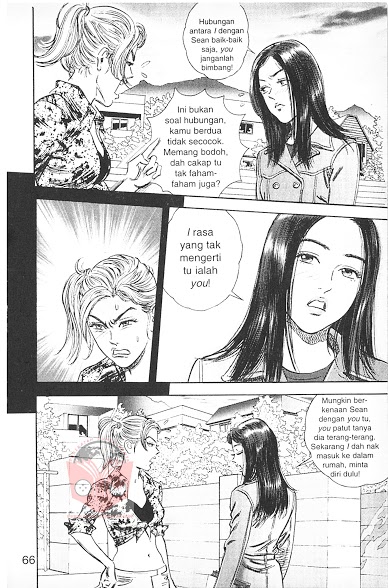 Hubungan
antara I dengan
Sean baik-baik
saja, you
janganlah
bimbang!
Ini bukan
soal hubungan,
kamu berdua
tidak secocok.
Memang bodoh,
dah cakap tu
tak faham-
faham juga?
I rasa
yang tak
mengerti
tu ialah
you!
Mungkin ber-
kenaan Sean
dengan you tu,
you patut tanya
dia terang-terang.
Sekarang I dah nak
masuk ke dalam
rumah, minta
diri dulu!
66